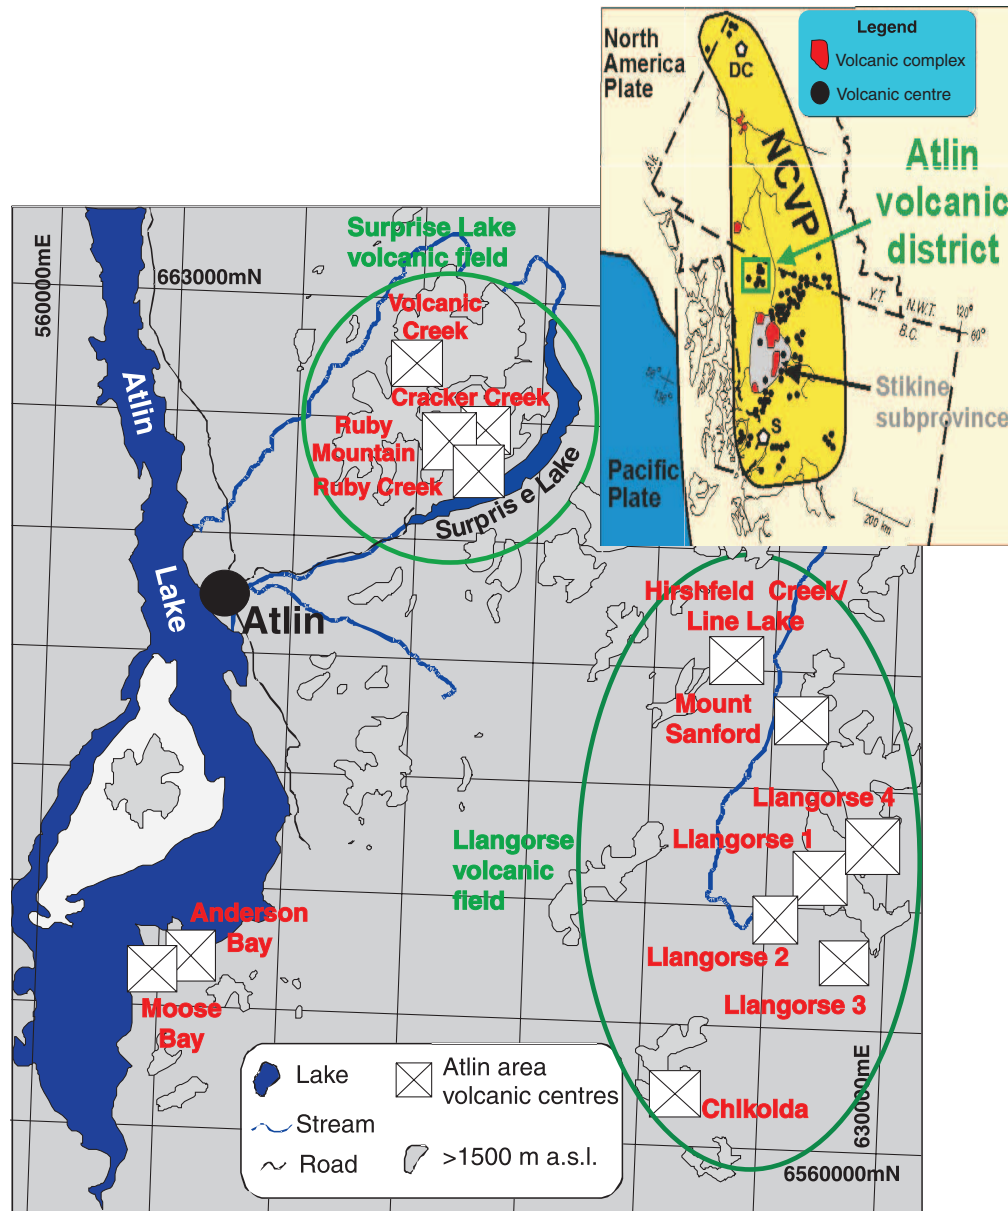 Legend
Volcanic complex
Volcanic centre
North
America
Plate
DC
NCVP
Atlin
volcanic
district
Y.T.
N.W.T.
B.C.
120°
60°
Stikine
subprovince
S
Pacific
Plate
200 km
560000mE
663000mN
Surprise Lake
volcanic field
Volcanic
Creek
Cracker Creek
Ruby
Mountain
Ruby Creek
Surpris e Lake
Atlin
Lake
Atlin
Hirshfeld Creek/
Line Lake
Mount
Sanford
Llangorse 4
Llangorse 1
Llangorse
volcanic
field
Llangorse 2
Llangorse 3
Anderson
Bay
Moose
Bay
Chlkolda
630000mE
6560000mN
Lake
Stream
Road
Atlin area
volcanic centres
>1500 m a.s.l.